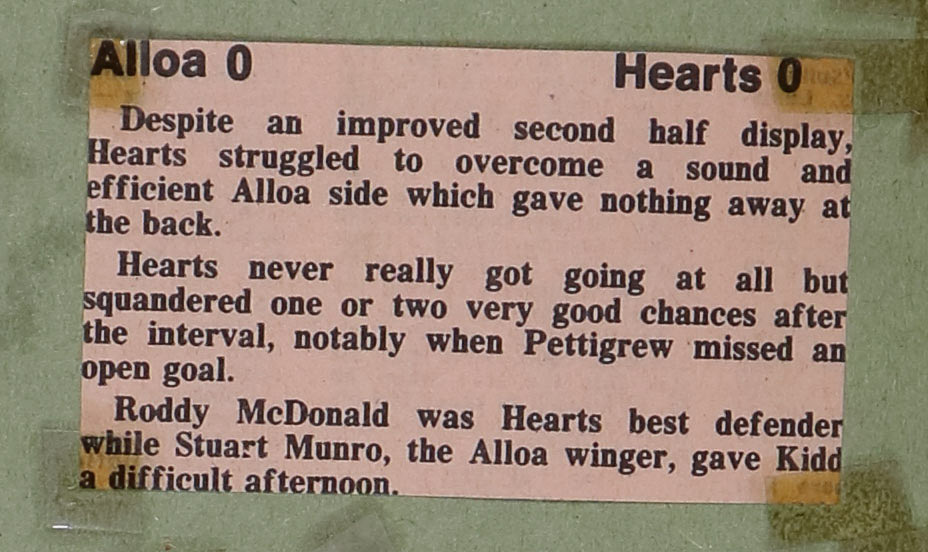 Alloa 0 Hearts 0
Despite an improved second half display,
Hearts struggled to overcome a sound and
efficient Alloa side which gave nothing away at
the back.
Hearts never really got going at all but
squandered one or two very good chances after
the interval, notably when Pettigrew missed an
open goal.
Roddy McDonald was Hearts best defender
while Stuart Munro, the Alloa winger, gave Kidd
a difficult afternoon.